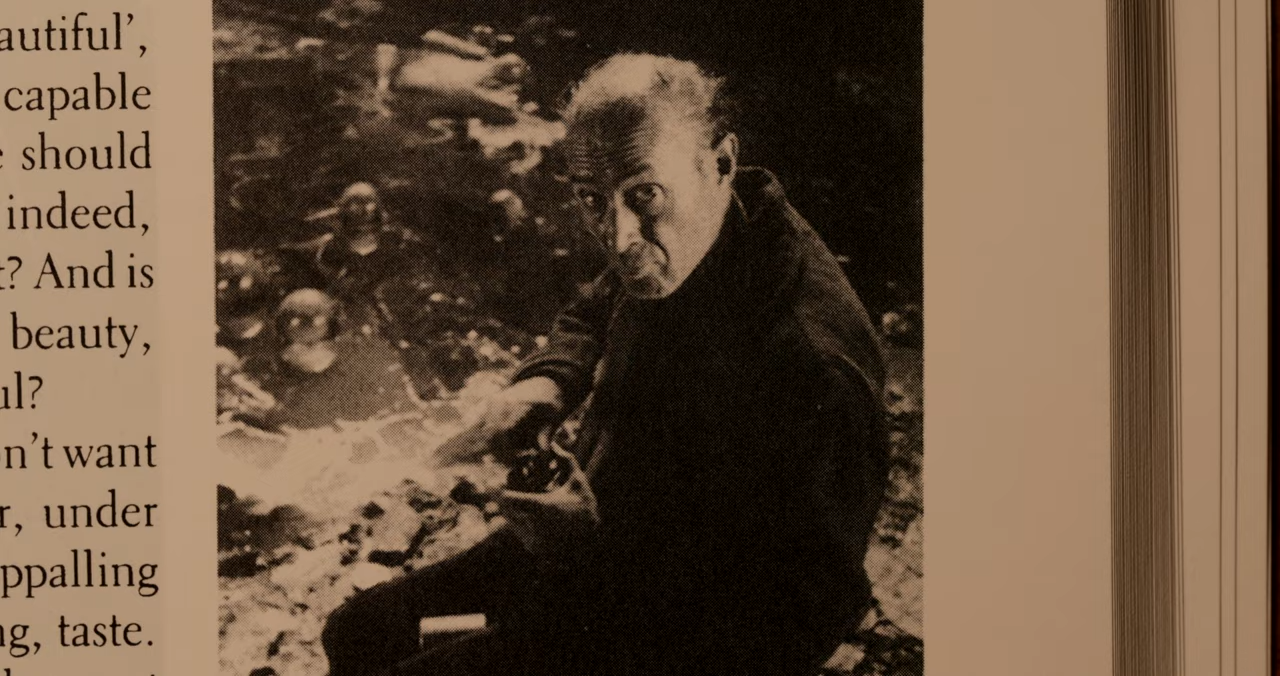 autiful’,
capable
should
indeed,
? And is
beauty,
ul?
n’t want
r, under
ppalling
ng, taste.